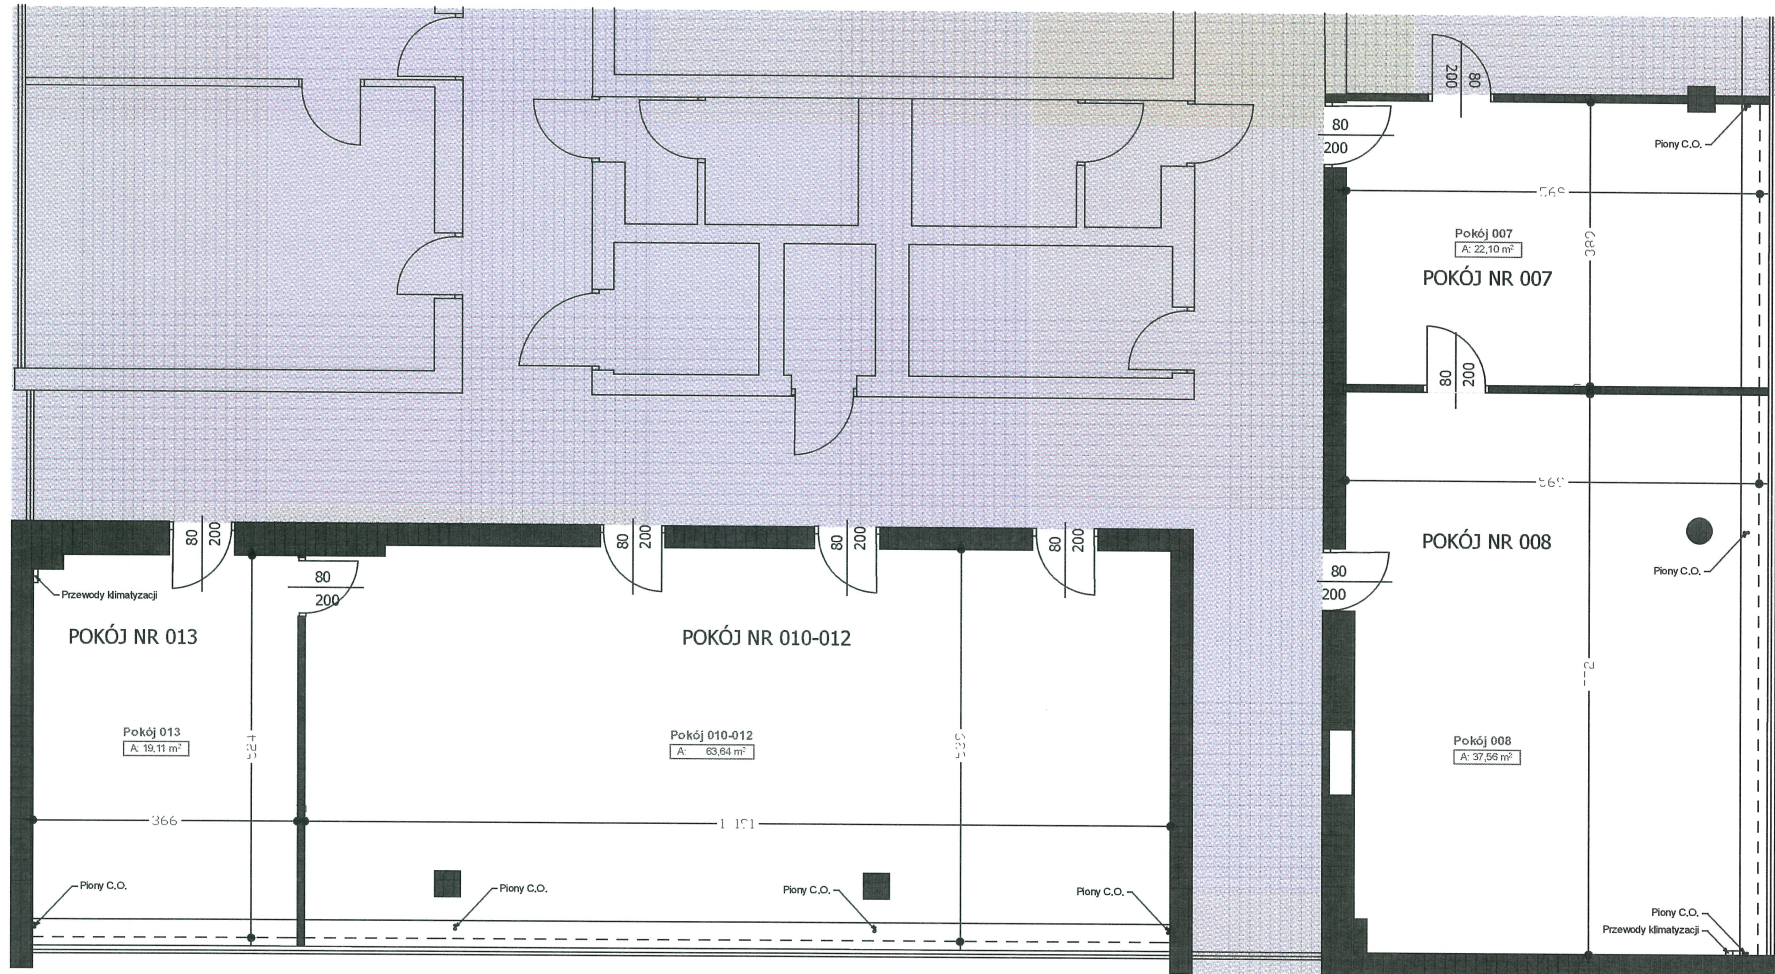 80
200
80
200
Piony C.O.
569
Pokój 007
A: 22,10 m²
389
POKÓJ NR 007
80
200
569
POKÓJ NR 008
Piony C.O.
80
200
80
200
80
200
80
200
80
200
80
200
Przewody klimatyzacji
POKÓJ NR 013
POKÓJ NR 010-012
Pokój 013
A: 19,11 m²
524
Pokój 010-012
A: 63,64 m²
Pokój 008
A: 37,56 m²
366
Piony C.O.
Piony C.O.
Piony C.O.
Piony C.O.
Piony C.O.
Przewody klimatyzacji